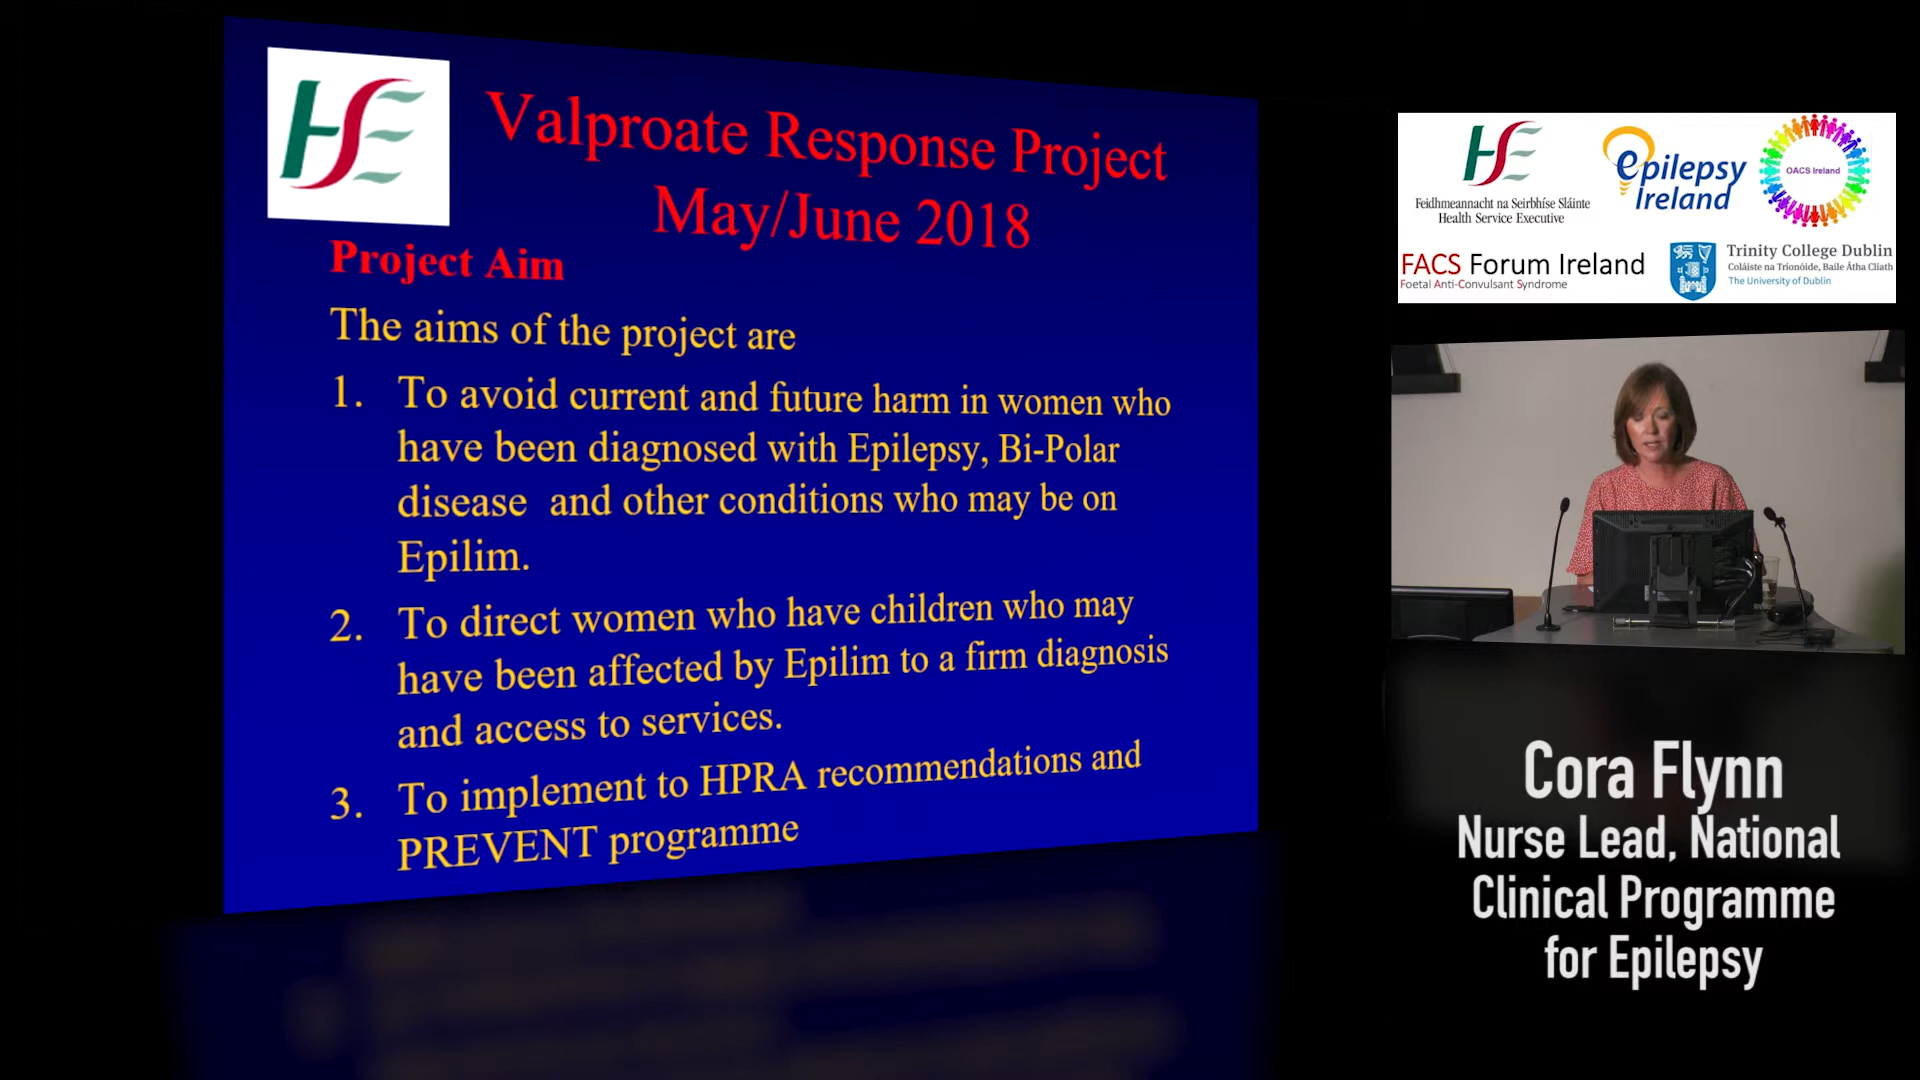 HSE
Valproate Response Project
May/June 2018
Project Aim
The aims of the project are
1. To avoid current and future harm in women who
have been diagnosed with Epilepsy, Bi-Polar
disease and other conditions who may be on
Epilim.
2. To direct women who have children who may
have been affected by Epilim to a firm diagnosis
and access to services.
3. To implement to HPRA recommendations and
PREVENT programme
HSE
Feidhmeannacht na Seirbhíse Sláinte
Health Service Executive
epilepsy
Ireland
OACS Ireland
FACS Forum Ireland
Foetal Anti-Convulsant Syndrome
Trinity College Dublin
Coláiste na Tríonóide, Baile Átha Cliath
The University of Dublin
Cora Flynn
Nurse Lead, National
Clinical Programme
for Epilepsy